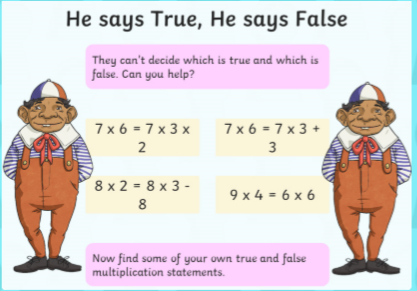 He says True, He says False
They can't decide which is true and which is
false. Can you help?
7 x 6 = 7 x 3 x
2
7 x 6 = 7 x 3 +
3
8 x 2 = 8 x 3 -
8
9 x 4 = 6 x 6
Now find some of your own true and false
multiplication statements.